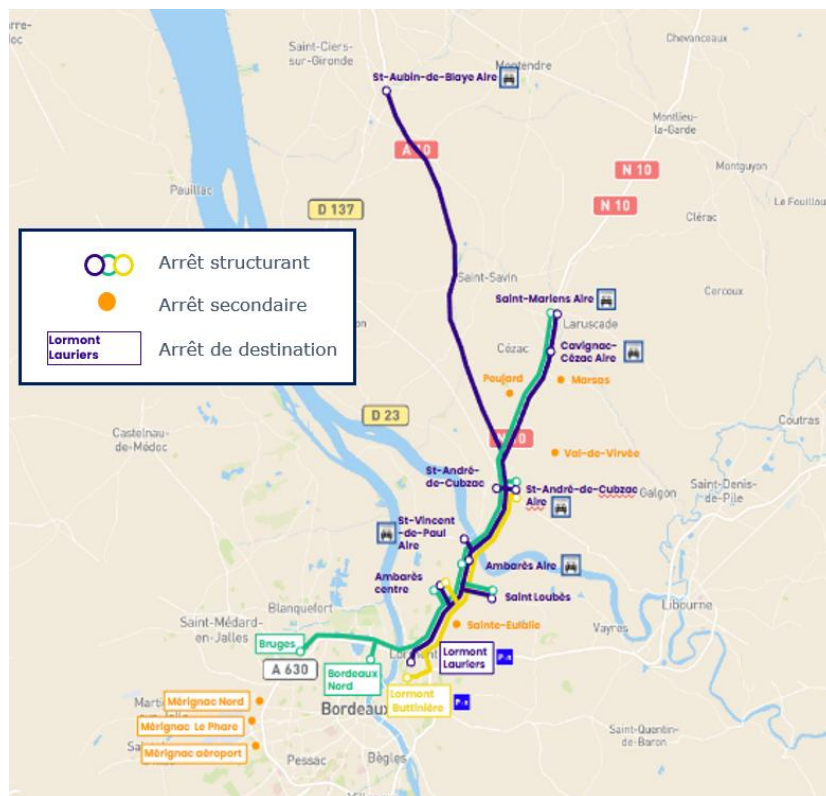 Saint-Ciers-
sur-Gironde
Chevanceaux
Montendre
St-Aubin-de-Blaye Aire
Montlieu-
la-Garde
A 10
N 10
Montguyon
Pauillac
D 137
N 10
Le Fouilloux
Clérac
Arrêt structurant
Arrêt secondaire
Lormont
Lauriers
Arrêt de destination
Saint-Savin
Cercoux
Saint-Mariens Aire
Laruscade
Cézac
Cavignac-
Cézac Aire
Peujard
Marsas
D 23
Coutras
Castelnau-
de-Médoc
Val-de-Virvée
St-André-
de-Cubzac
St-André-de-Cubzac
Aire
Galgon
Saint-Denis-
de-Pile
St-Vincent
-de-Paul
Aire
Ambarès Aire
Ambarès
centre
Saint Loubès
Libourne
Blanquefort
Saint-Médard-
en-Jalles
Sainte-Eulalie
Vayres
Bruges
A 630
Bordeaux
Nord
Lormont
Lauriers
Lormont
Buttinière
Mérignac Nord
Bordeaux
Mérignac Le Phare
Mérignac aéroport
Saint-Quentin-
de-Baron
Pessac
Bègles